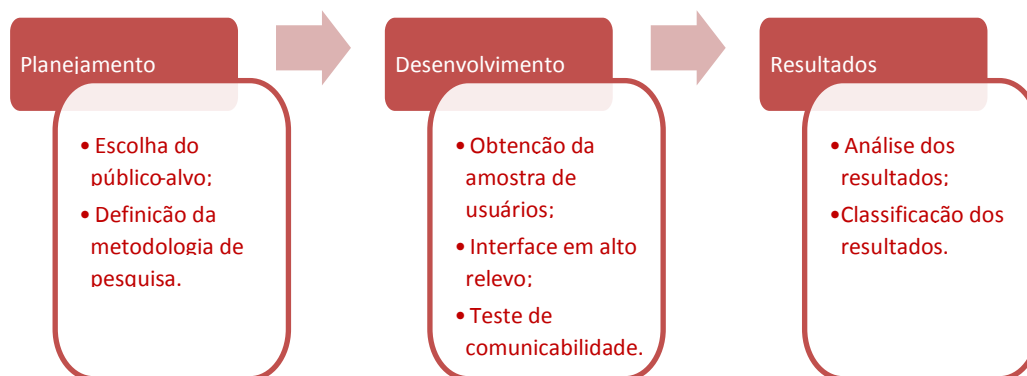 Planejamento
• Escolha do
público-alvo;
• Definição da
metodologia de
pesquisa.
Desenvolvimento
• Obtenção da
amostra de
usuários;
• Interface em alto
relevo;
• Teste de
comunicabilidade.
Resultados
• Análise dos
resultados;
•Classificação dos
resultados.